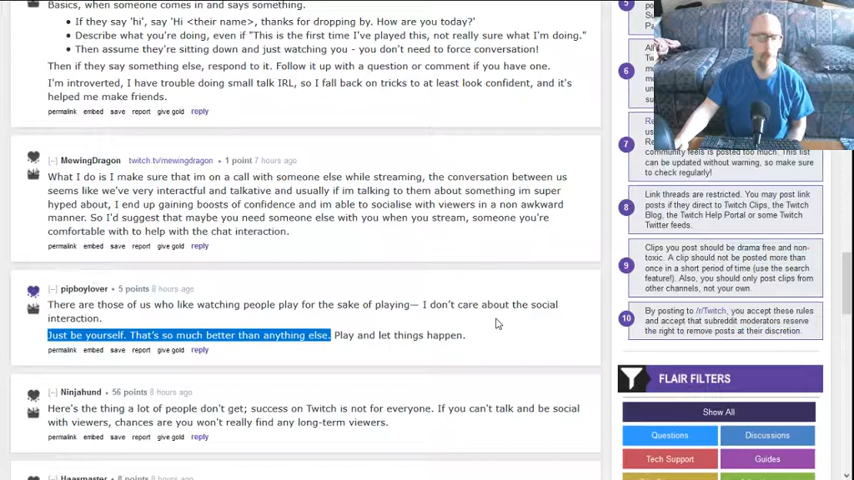 Basics, when someone comes in and says something.
If they say 'hi', say 'Hi <their name>, thanks for dropping by. How are you today?'
Describe what you're doing, even if "This is the first time I've played this, not really sure what I'm doing."
Then assume they're sitting down and just watching you - you don't need to force conversation!
Then if they say something else, respond to it. Follow it up with a question or comment if you have one.
I'm introverted, I have trouble doing small talk IRL, so I fall back on tricks to at least look confident, and it's
helped me make friends.
permalink embed save report give gold reply
[-] MewingDragon twitch.tv/mewingdragon • 1 point 7 hours ago
What I do is I make sure that im on a call with someone else while streaming, the conversation between us
seems like we've very interactful and talkative and usually if im talking to them about something im super
hyped about, I end up gaining boosts of confidence and im able to socialise with viewers in a non awkward
manner. So I'd suggest that maybe you need someone else with you when you stream, someone you're
comfortable with to help with the chat interaction.
permalink embed save report give gold reply
[-] pipboylover • 5 points 8 hours ago
There are those of us who like watching people play for the sake of playing— I don't care about the social
interaction.
Just be yourself. That's so much better than anything else. Play and let things happen.
permalink embed save report give gold reply
[-] Ninjahund • 56 points 8 hours ago
Here's the thing a lot of people don't get; success on Twitch is not for everyone. If you can't talk and be social
with viewers, chances are you won't really find any long-term viewers.
permalink embed save report give gold reply
[-] Haasmaster • 8 points 8 hours ago
5
6
7
community feels is posted too much. This list
can be updated without warning, so make sure
to check regularly!
8
Link threads are restricted. You may post link
posts if they direct to Twitch Clips, the Twitch
Blog, the Twitch Help Portal or some Twitch
Twitter feeds.
9
Clips you post should be drama free and non-
toxic. A clip should not be posted more than
once in a short period of time (use the search
feature!). Also, you should only post clips from
other channels, not your own.
10
By posting to /r/Twitch, you accept these rules
and accept that subreddit moderators reserve
the right to remove posts at their discretion.
FLAIR FILTERS
Show All
Questions
Discussions
Tech Support
Guides